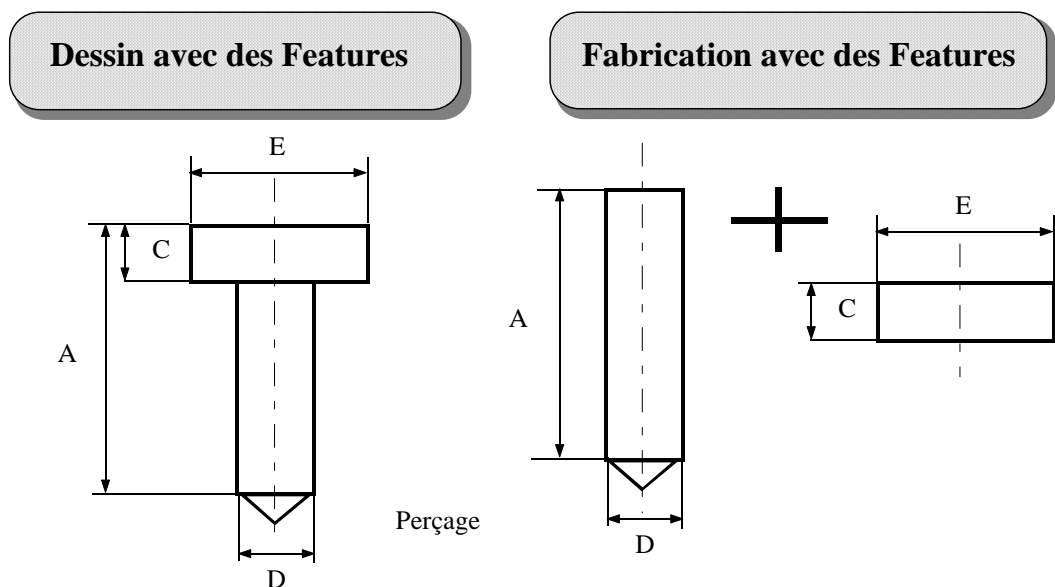 Dessin avec des Features
Fabrication avec des Features
E
C
A
D
Perçage
A
D
E
C